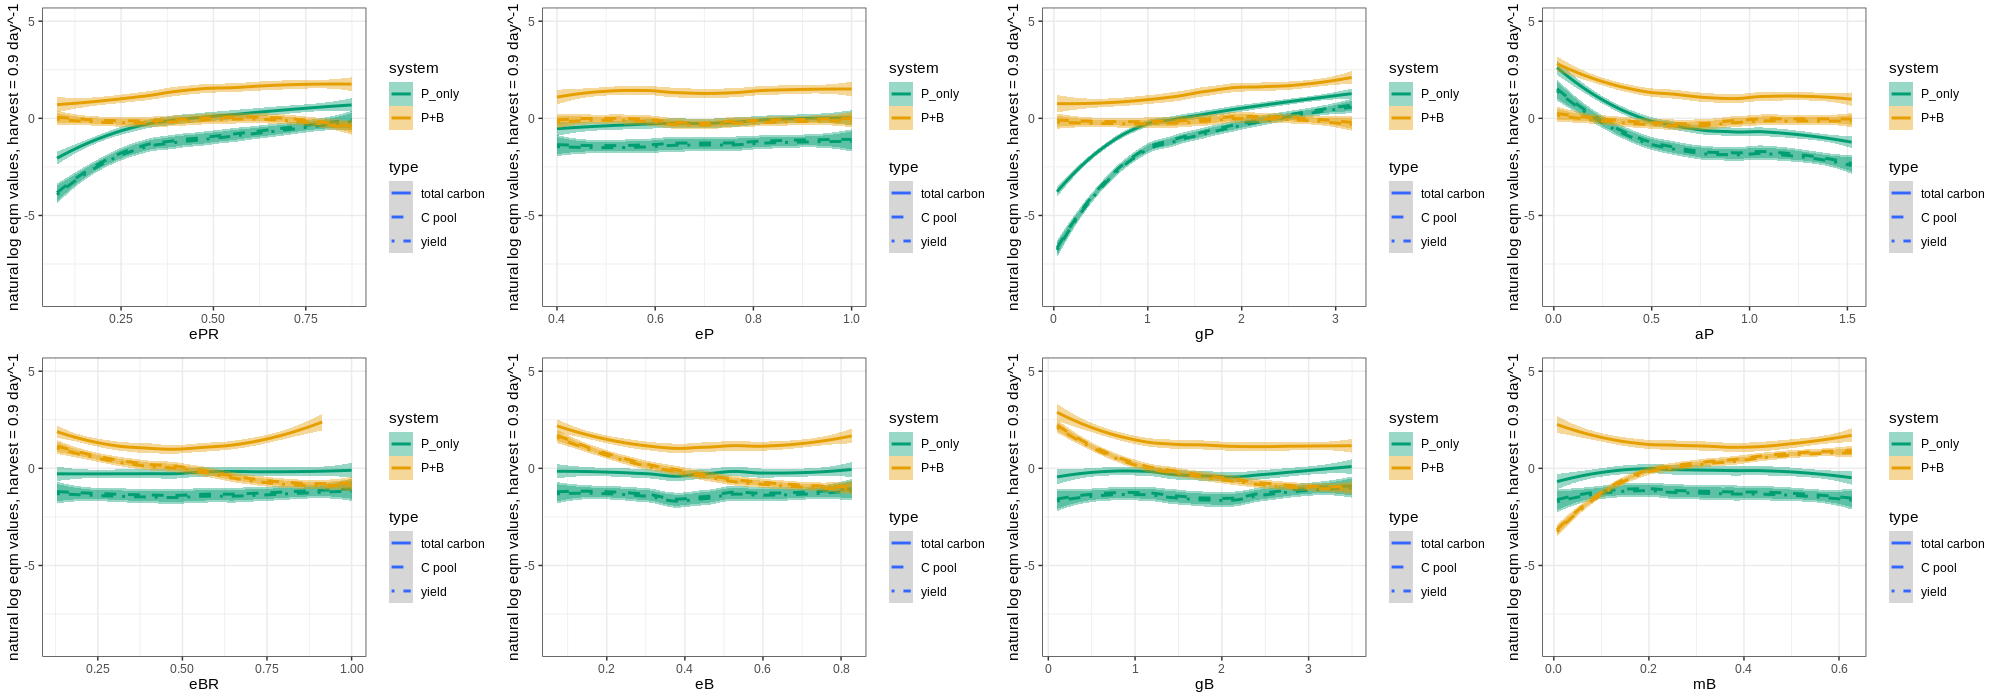 natural log eqm values, harvest = 0.9 day^-1
5
0
-5
0.25
0.50
0.75
ePR
system
P_only
P+B
type
total carbon
C pool
yield
natural log eqm values, harvest = 0.9 day^-1
5
0
-5
0.4
0.6
0.8
1.0
eP
system
P_only
P+B
type
total carbon
C pool
yield
natural log eqm values, harvest = 0.9 day^-1
5
0
-5
0
1
2
3
gP
system
P_only
P+B
type
total carbon
C pool
yield
natural log eqm values, harvest = 0.9 day^-1
5
0
-5
0.0
0.5
1.0
1.5
aP
system
P_only
P+B
type
total carbon
C pool
yield
natural log eqm values, harvest = 0.9 day^-1
5
0
-5
0.25
0.50
0.75
1.00
eBR
system
P_only
P+B
type
total carbon
C pool
yield
natural log eqm values, harvest = 0.9 day^-1
5
0
-5
0.2
0.4
0.6
0.8
eB
system
P_only
P+B
type
total carbon
C pool
yield
natural log eqm values, harvest = 0.9 day^-1
5
0
-5
0
1
2
3
gB
system
P_only
P+B
type
total carbon
C pool
yield
natural log eqm values, harvest = 0.9 day^-1
5
0
-5
0.0
0.2
0.4
0.6
mB
system
P_only
P+B
type
total carbon
C pool
yield